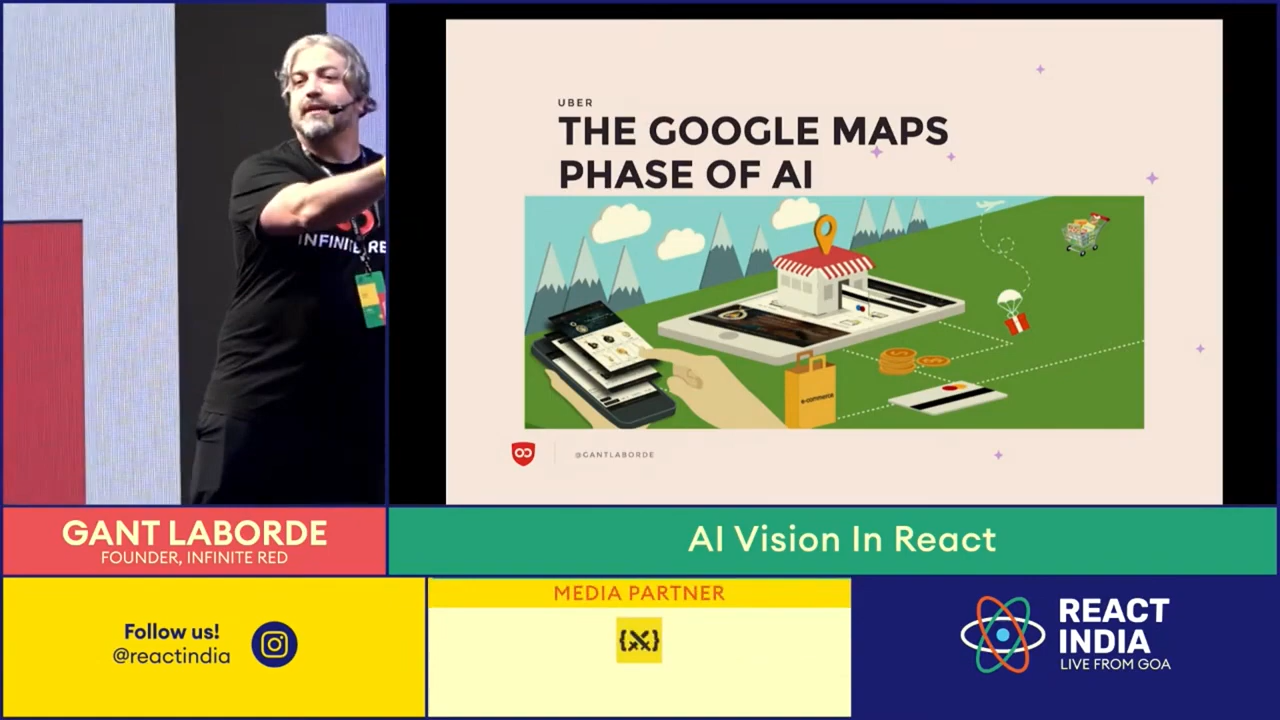 INFINITE RE
UBER
THE GOOGLE MAPS
PHASE OF AI
e-commerce
@GANTLABORDE
GANT LABORDE
FOUNDER, INFINITE RED
AI Vision In React
Follow us!
@reactindia
MEDIA PARTNER
REACT
INDIA
LIVE FROM GOA